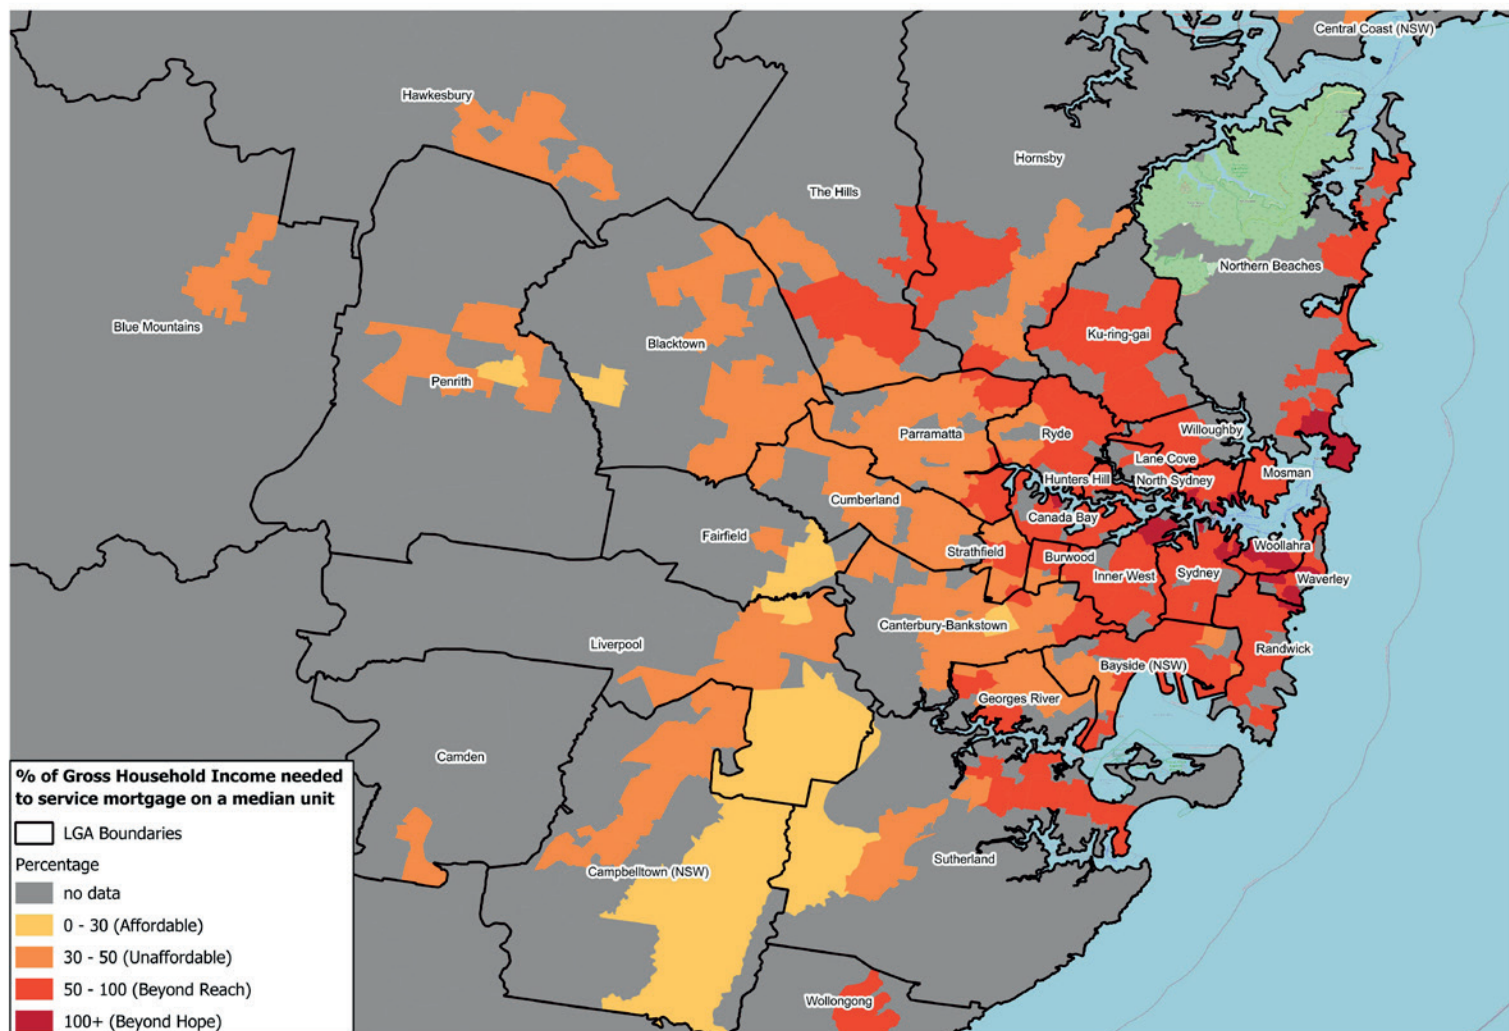 Central Coast (NSW)
Hawkesbury
Hornsby
The Hills
Northern Beaches
Blue Mountains
Blacktown
Ku-ring-gai
Penrith
Parramatta
Ryde
Willoughby
Lane Cove
Mosman
Hunters Hill
North Sydney
Cumberland
Canada Bay
Fairfield
Strathfield
Burwood
Woollahra
Inner West
Sydney
Waverley
Canterbury-Bankstown
Liverpool
Randwick
Bayside (NSW)
Georges River
Camden
Sutherland
Campbelltown (NSW)
Wollongong
% of Gross Household Income needed
to service mortgage on a median unit
LGA Boundaries
Percentage
no data
0 - 30 (Affordable)
30 - 50 (Unaffordable)
50 - 100 (Beyond Reach)
100+ (Beyond Hope)